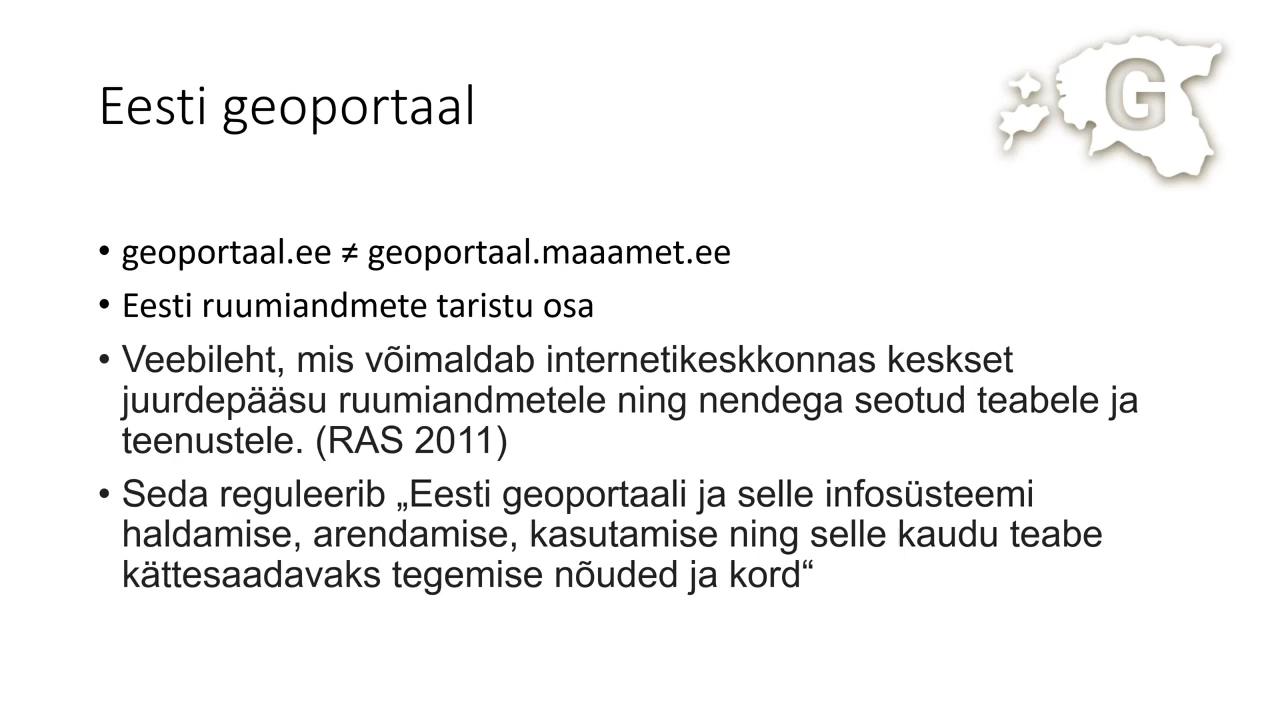 Eesti geoportaal
G
• geoportaal.ee ≠ geoportaal.maaamet.ee
• Eesti ruumiandmete taristu osa
• Veebileht, mis võimaldab internetikeskkonnas keskset
juurdepääsu ruumiandmetele ning nendega seotud teabele ja
teenustele. (RAS 2011)
• Seda reguleerib „Eesti geoportaali ja selle infosüsteemi
haldamise, arendamise, kasutamise ning selle kaudu teabe
kättesaadavaks tegemise nõuded ja kord“